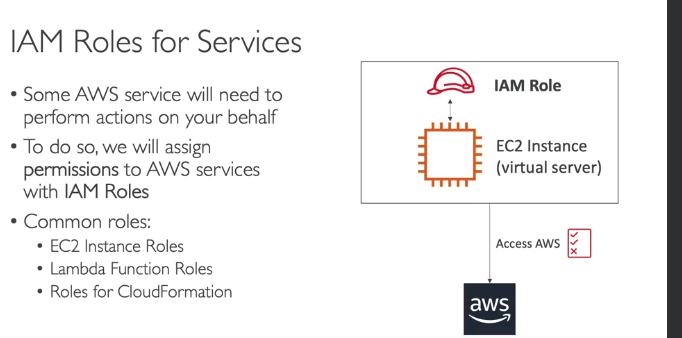 IAM Roles for Services
• Some AWS service will need to
perform actions on your behalf
• To do so, we will assign
permissions to AWS services
with IAM Roles
• Common roles:
• EC2 Instance Roles
• Lambda Function Roles
• Roles for CloudFormation
IAM Role
EC2 Instance
(virtual server)
Access AWS
aws